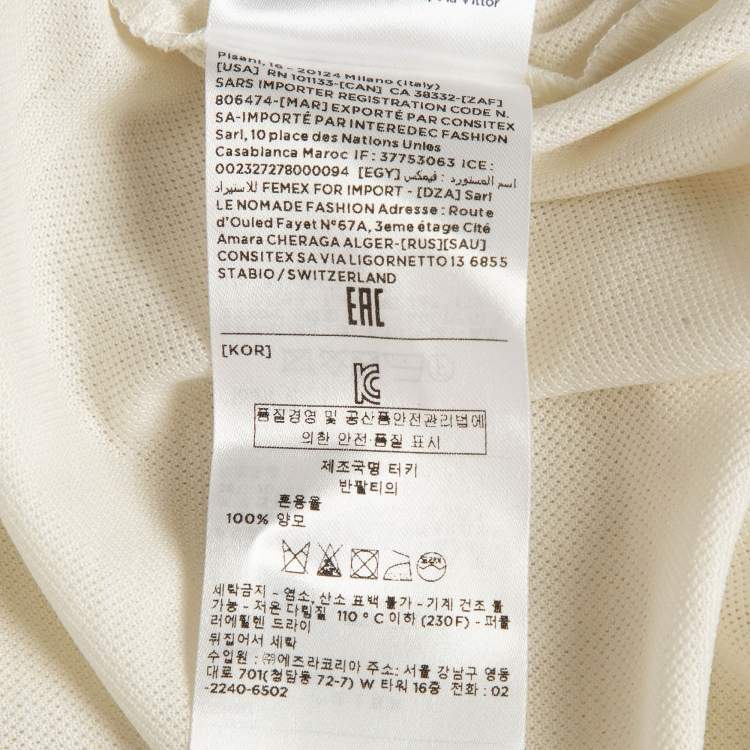 Pisani, 16 - 20124 Milano (Italy)
[USA] RN 101133-[CAN] CA 38332-[ZAF]
SARS IMPORTER REGISTRATION CODE N.
806474-[MAR] EXPORTÉ PAR CONSITEX
SA-IMPORTÉ PAR INTEREDEC FASHION
Sarl, 10 place des Nations Unies
Casabianca Maroc IF : 37753063 ICE :
002327278000094 [EGY] اسم المستورد : فيمكس
للاستيراد FEMEX FOR IMPORT - [DZA] Sarl
LE NOMADE FASHION Adresse : Route
d'Ouled Fayet N°67A, 3eme étage Cité
Amara CHERAGA ALGER-[RUS][SAU]
CONSITEX SA VIA LIGORNETTO 13 6855
STABIO / SWITZERLAND
EAC
[KOR]
KC
품질경영 및 공산품안전관리법에
의한 안전·품질 표시
제조국명 터키
반팔티의
혼용율
100% 양모
드라이
세탁금지 - 염소, 산소 표백 불가 - 기계 건조 불
가능 - 저온 다림질 110 ° C 이하 (230F) - 퍼클
러에틸렌 드라이
뒤집어서 세탁
수입원 : ㈜에즈라코리아 주소: 서울 강남구 영동
대로 701(청담동 72-7) W 타워 16층 전화 : 02
-2240-6502